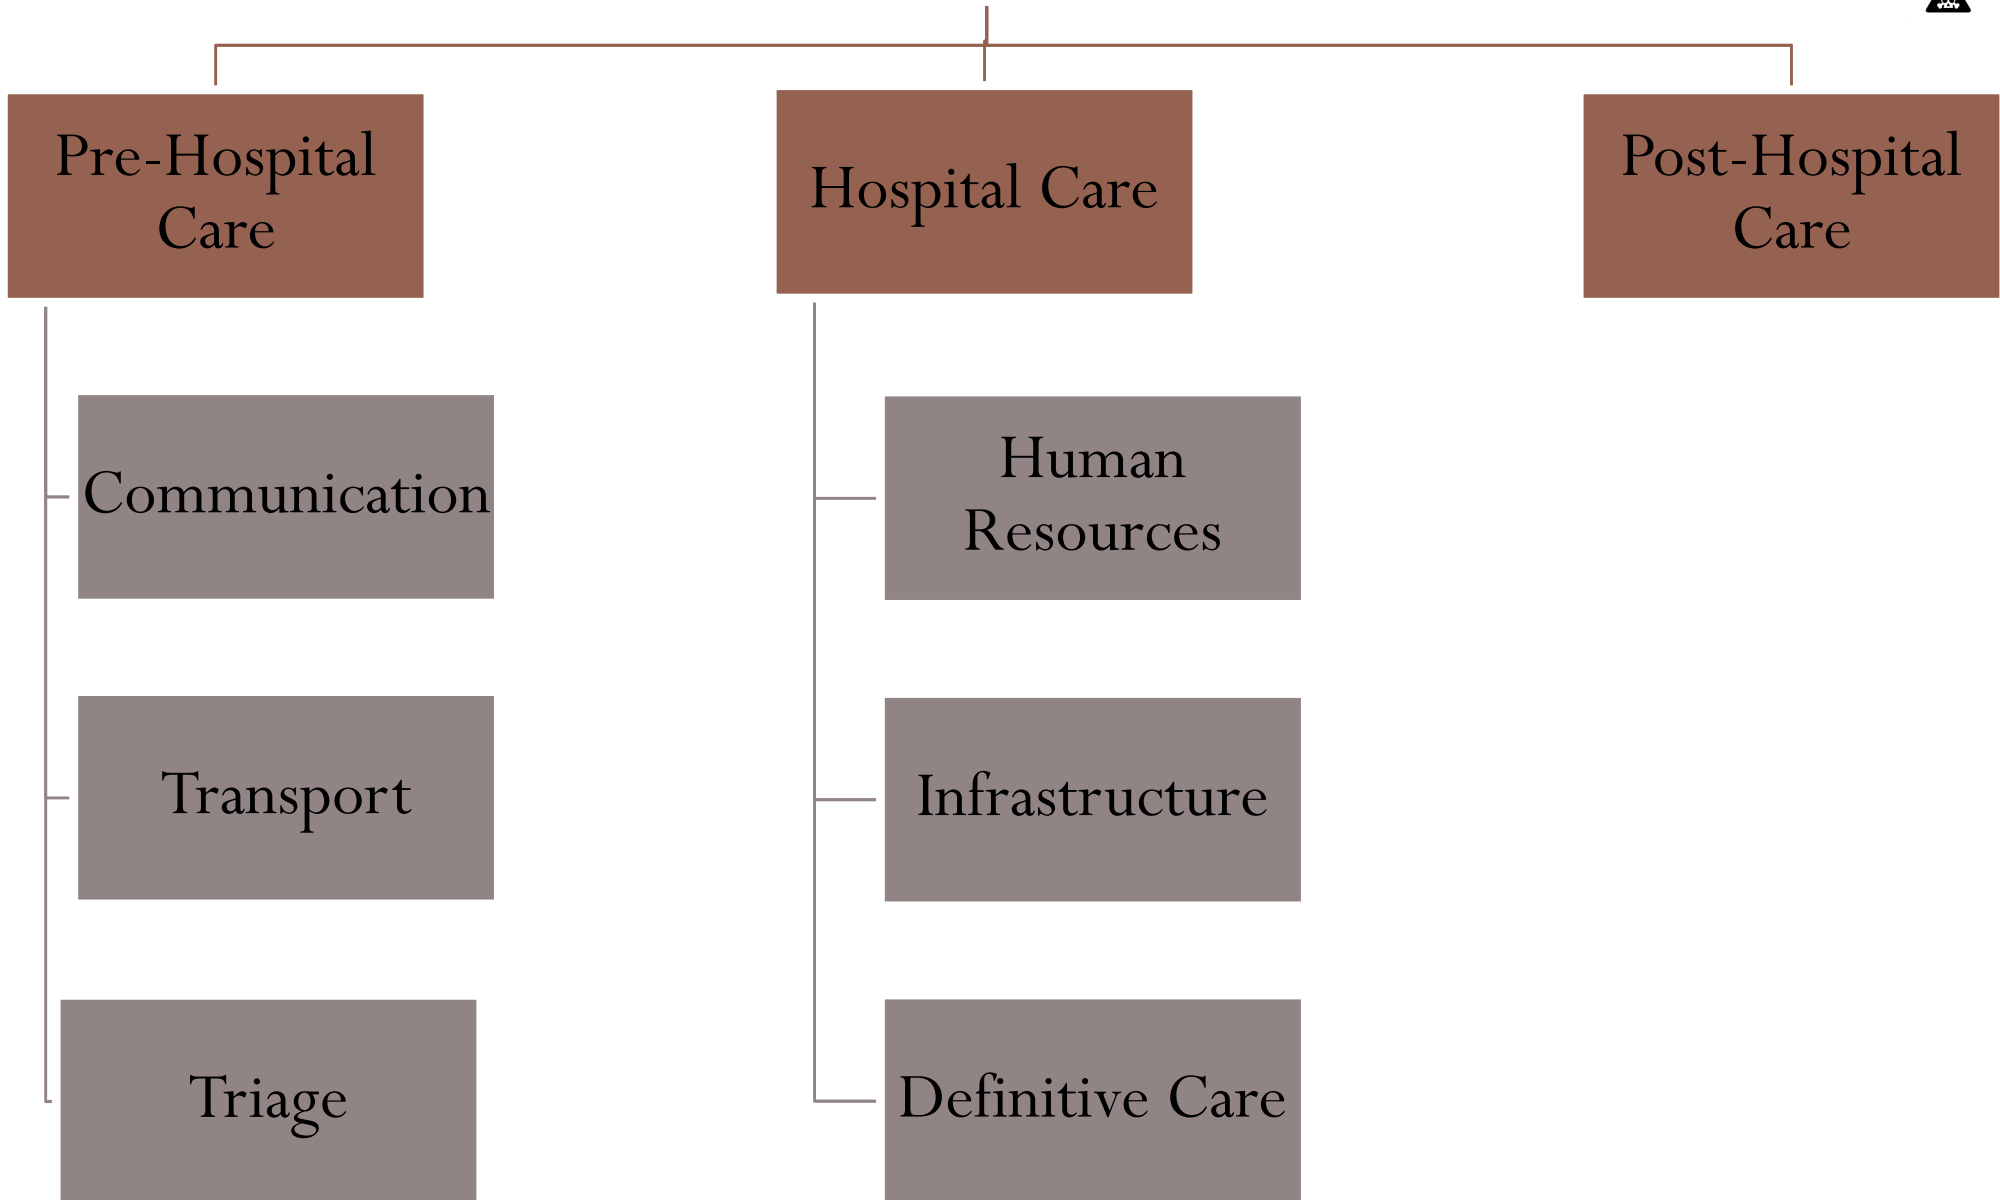 Pre-Hospital
Care
Hospital Care
Post-Hospital
Care
Communication
Human
Resources
Transport
Infrastructure
Triage
Definitive Care